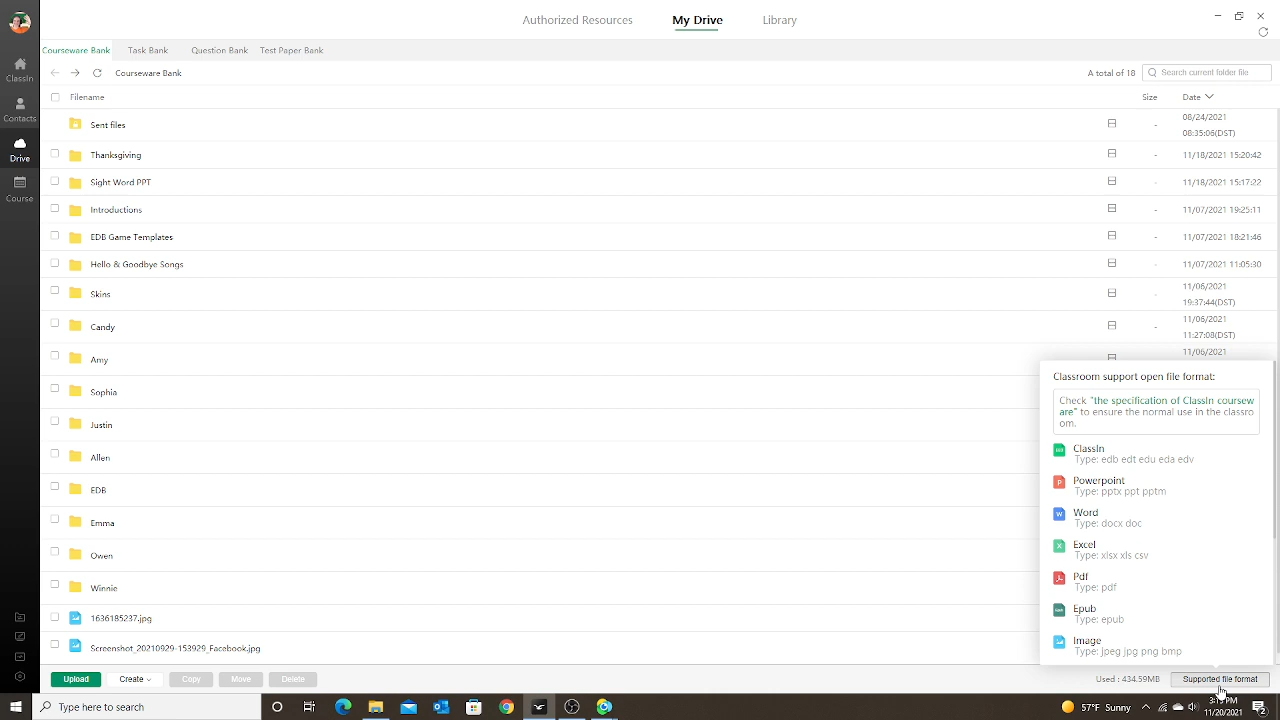 Authorized Resources My Drive Library
Courseware Bank Task Bank Question Bank Test Paper Bank
Courseware Bank A total of 18 Search current folder file
Filename Size Date
Sent files - 08/24/2021
08:35:06(DST)
Thanksgiving - 11/18/2021 15:20:42
Sight Word PPT - 11/18/2021 15:17:22
Introductions - 11/07/2021 19:25:11
EDB Game Templates - 11/07/2021 18:21:46
Hello & Goodbye Songs - 11/07/2021 11:05:30
Skins - 11/06/2021
19:37:44(DST)
Candy - 11/06/2021
11:27:08(DST)
Amy 11/06/2021
Sophia
Justin
Allen
EDB
Emma
Owen
Winnie
1636185237.jpg
Screenshot_20210929-153929_Facebook.jpg
ClassIn
Contacts
Drive
Course
Classroom support open file format:
Check "the specification of ClassIn coursew
are" to ensure the normal use in the classro
om.
ClassIn
Type: edb edt edu eda edv
Powerpoint
Type: pptx ppt pptm
Word
Type: docx doc
Excel
Type: xlsx xls csv
Pdf
Type: pdf
Epub
Type: epub
Image
Type: jpeg jpg png bmp
Upload Create Copy Move Delete Used : 434.59MB Supported file format
Type here to search 57°F Sunny
11/20/2021